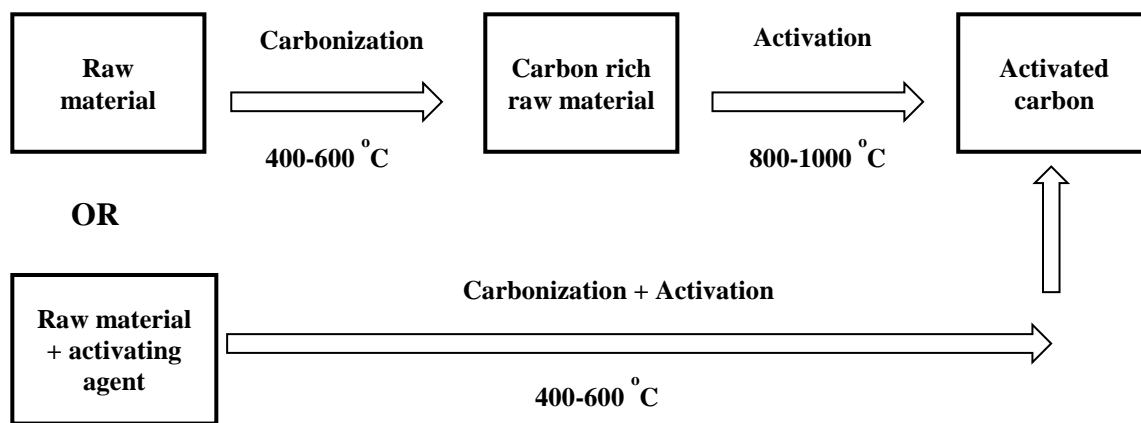 Raw
material
Carbonization
400-600 °C
Carbon rich
raw material
Activation
800-1000 °C
Activated
carbon
OR
Raw material
+ activating
agent
Carbonization + Activation
400-600 °C